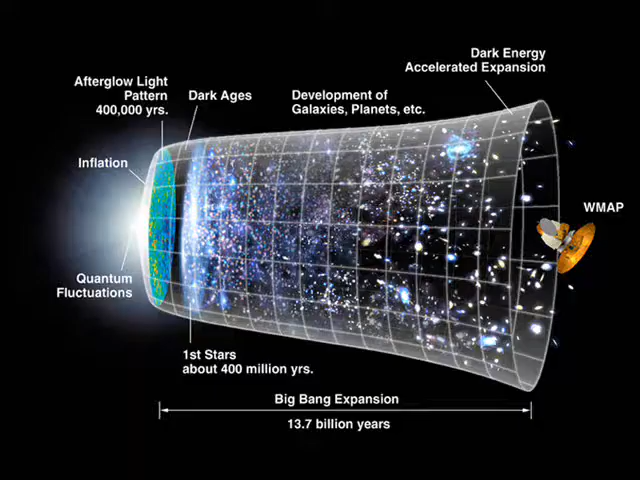 Dark Energy
Accelerated Expansion
Afterglow Light
Pattern
400,000 yrs.
Dark Ages
Development of
Galaxies, Planets, etc.
Inflation
WMAP
Quantum
Fluctuations
1st Stars
about 400 million yrs.
Big Bang Expansion
13.7 billion years